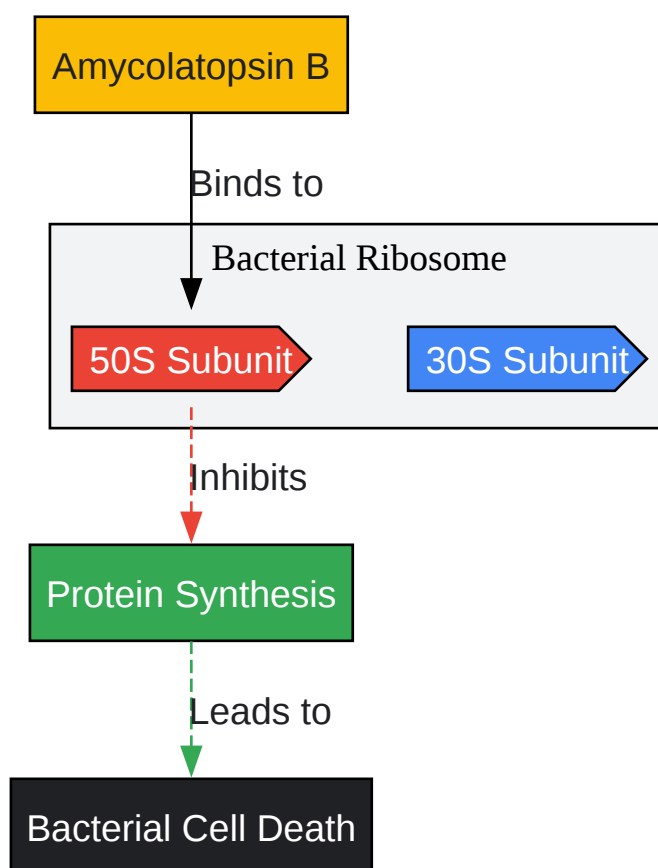 Amycolatopsin B
Binds to
Bacterial Ribosome
50S Subunit
30S Subunit
Inhibits
Protein Synthesis
Leads to
Bacterial Cell Death